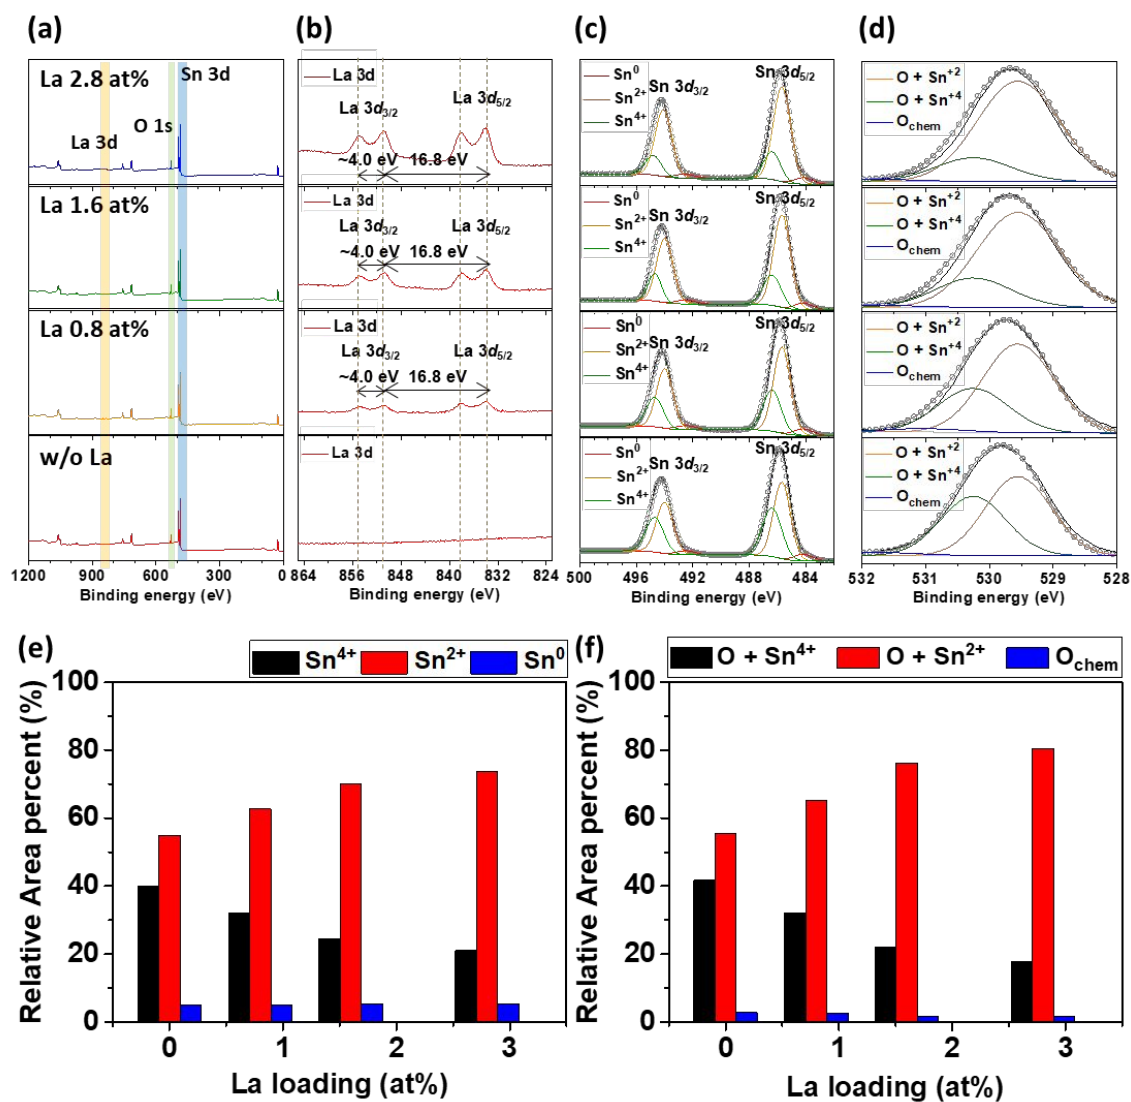 (a)
La 2.8 at%
Sn 3d
La 3d
O 1s
La 1.6 at%
La 0.8 at%
w/o La
1200 900 600 300
Binding energy (eV)
(b)
La 3d
La 3d3/2
La 3d5/2
~4.0 eV 16.8 eV
La 3d
La 3d3/2
La 3d5/2
~4.0 eV 16.8 eV
La 3d
La 3d3/2
La 3d5/2
~4.0 eV 16.8 eV
La 3d
864 856 848 840 832 824
Binding energy (eV)
(c)
Sn0
Sn2+
Sn4+
Sn 3d3/2
Sn 3d5/2
Sn0
Sn2+
Sn4+
Sn 3d3/2
Sn 3d5/2
Sn0
Sn2+
Sn4+
Sn 3d3/2
Sn 3d5/2
Sn0
Sn2+
Sn4+
Sn 3d3/2
Sn 3d5/2
500 496 492 488 484
Binding energy (eV)
(d)
O + Sn+2
O + Sn+4
Ochem
O + Sn+2
O + Sn+4
Ochem
O + Sn+2
O + Sn+4
Ochem
O + Sn+2
O + Sn+4
Ochem
532 531 530 529 528
Binding energy (eV)
(e)
Sn4+ Sn2+ Sn0
Relative Area percent (%)
100
80
60
40
20
0
0 1 2 3
La loading (at%)
(f)
O + Sn4+ O + Sn2+ Ochem
Relative Area percent (%)
100
80
60
40
20
0
0 1 2 3
La loading (at%)